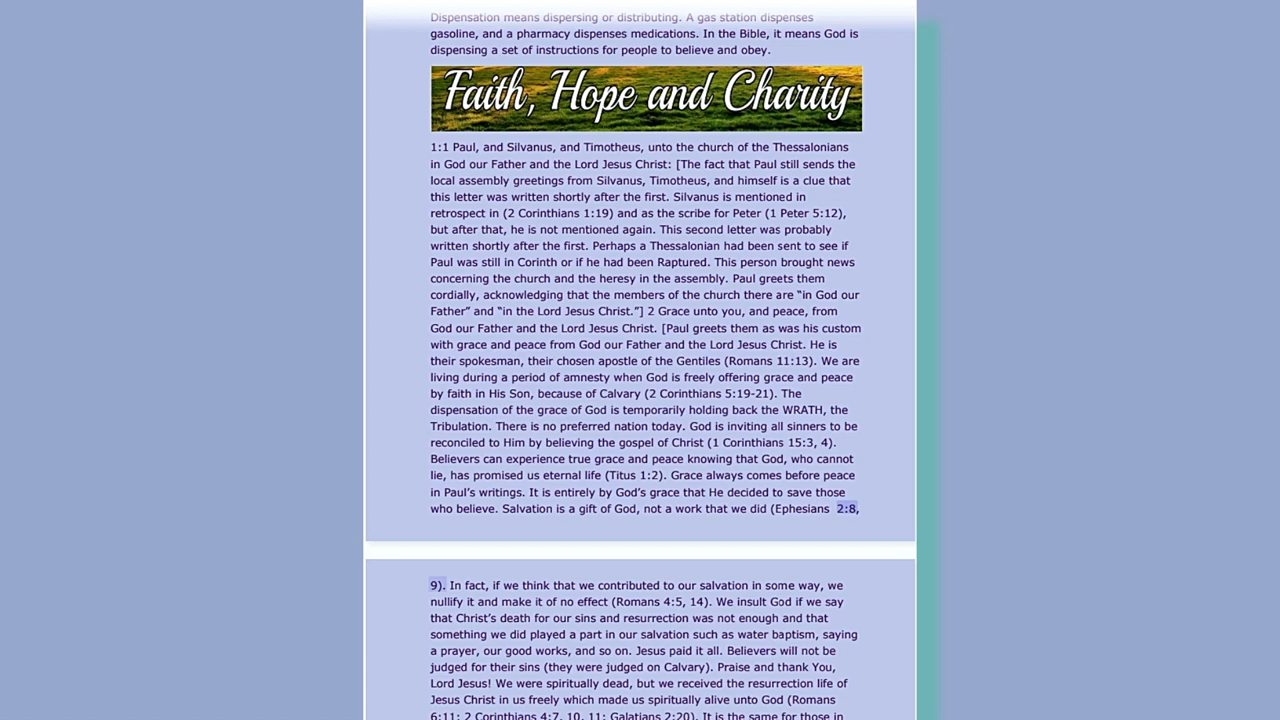 Dispensation means dispersing or distributing. A gas station dispenses
gasoline, and a pharmacy dispenses medications. In the Bible, it means God is
dispensing a set of instructions for people to believe and obey.
Faith, Hope and Charity
1:1 Paul, and Silvanus, and Timotheus, unto the church of the Thessalonians
in God our Father and the Lord Jesus Christ: [The fact that Paul still sends the
local assembly greetings from Silvanus, Timotheus, and himself is a clue that
this letter was written shortly after the first. Silvanus is mentioned in
retrospect in (2 Corinthians 1:19) and as the scribe for Peter (1 Peter 5:12),
but after that, he is not mentioned again. This second letter was probably
written shortly after the first. Perhaps a Thessalonian had been sent to see if
Paul was still in Corinth or if he had been Raptured. This person brought news
concerning the church and the heresy in the assembly. Paul greets them
cordially, acknowledging that the members of the church there are “in God our
Father” and “in the Lord Jesus Christ.”] 2 Grace unto you, and peace, from
God our Father and the Lord Jesus Christ. [Paul greets them as was his custom
with grace and peace from God our Father and the Lord Jesus Christ. He is
their spokesman, their chosen apostle of the Gentiles (Romans 11:13). We are
living during a period of amnesty when God is freely offering grace and peace
by faith in His Son, because of Calvary (2 Corinthians 5:19-21). The
dispensation of the grace of God is temporarily holding back the WRATH, the
Tribulation. There is no preferred nation today. God is inviting all sinners to be
reconciled to Him by believing the gospel of Christ (1 Corinthians 15:3, 4).
Believers can experience true grace and peace knowing that God, who cannot
lie, has promised us eternal life (Titus 1:2). Grace always comes before peace
in Paul’s writings. It is entirely by God’s grace that He decided to save those
who believe. Salvation is a gift of God, not a work that we did (Ephesians 2:8,
9). In fact, if we think that we contributed to our salvation in some way, we
nullify it and make it of no effect (Romans 4:5, 14). We insult God if we say
that Christ’s death for our sins and resurrection was not enough and that
something we did played a part in our salvation such as water baptism, saying
a prayer, our good works, and so on. Jesus paid it all. Believers will not be
judged for their sins (they were judged on Calvary). Praise and thank You,
Lord Jesus! We were spiritually dead, but we received the resurrection life of
Jesus Christ in us freely which made us spiritually alive unto God (Romans
6:11; 2 Corinthians 4:7, 10, 11; Galatians 2:20). It is the same for those in